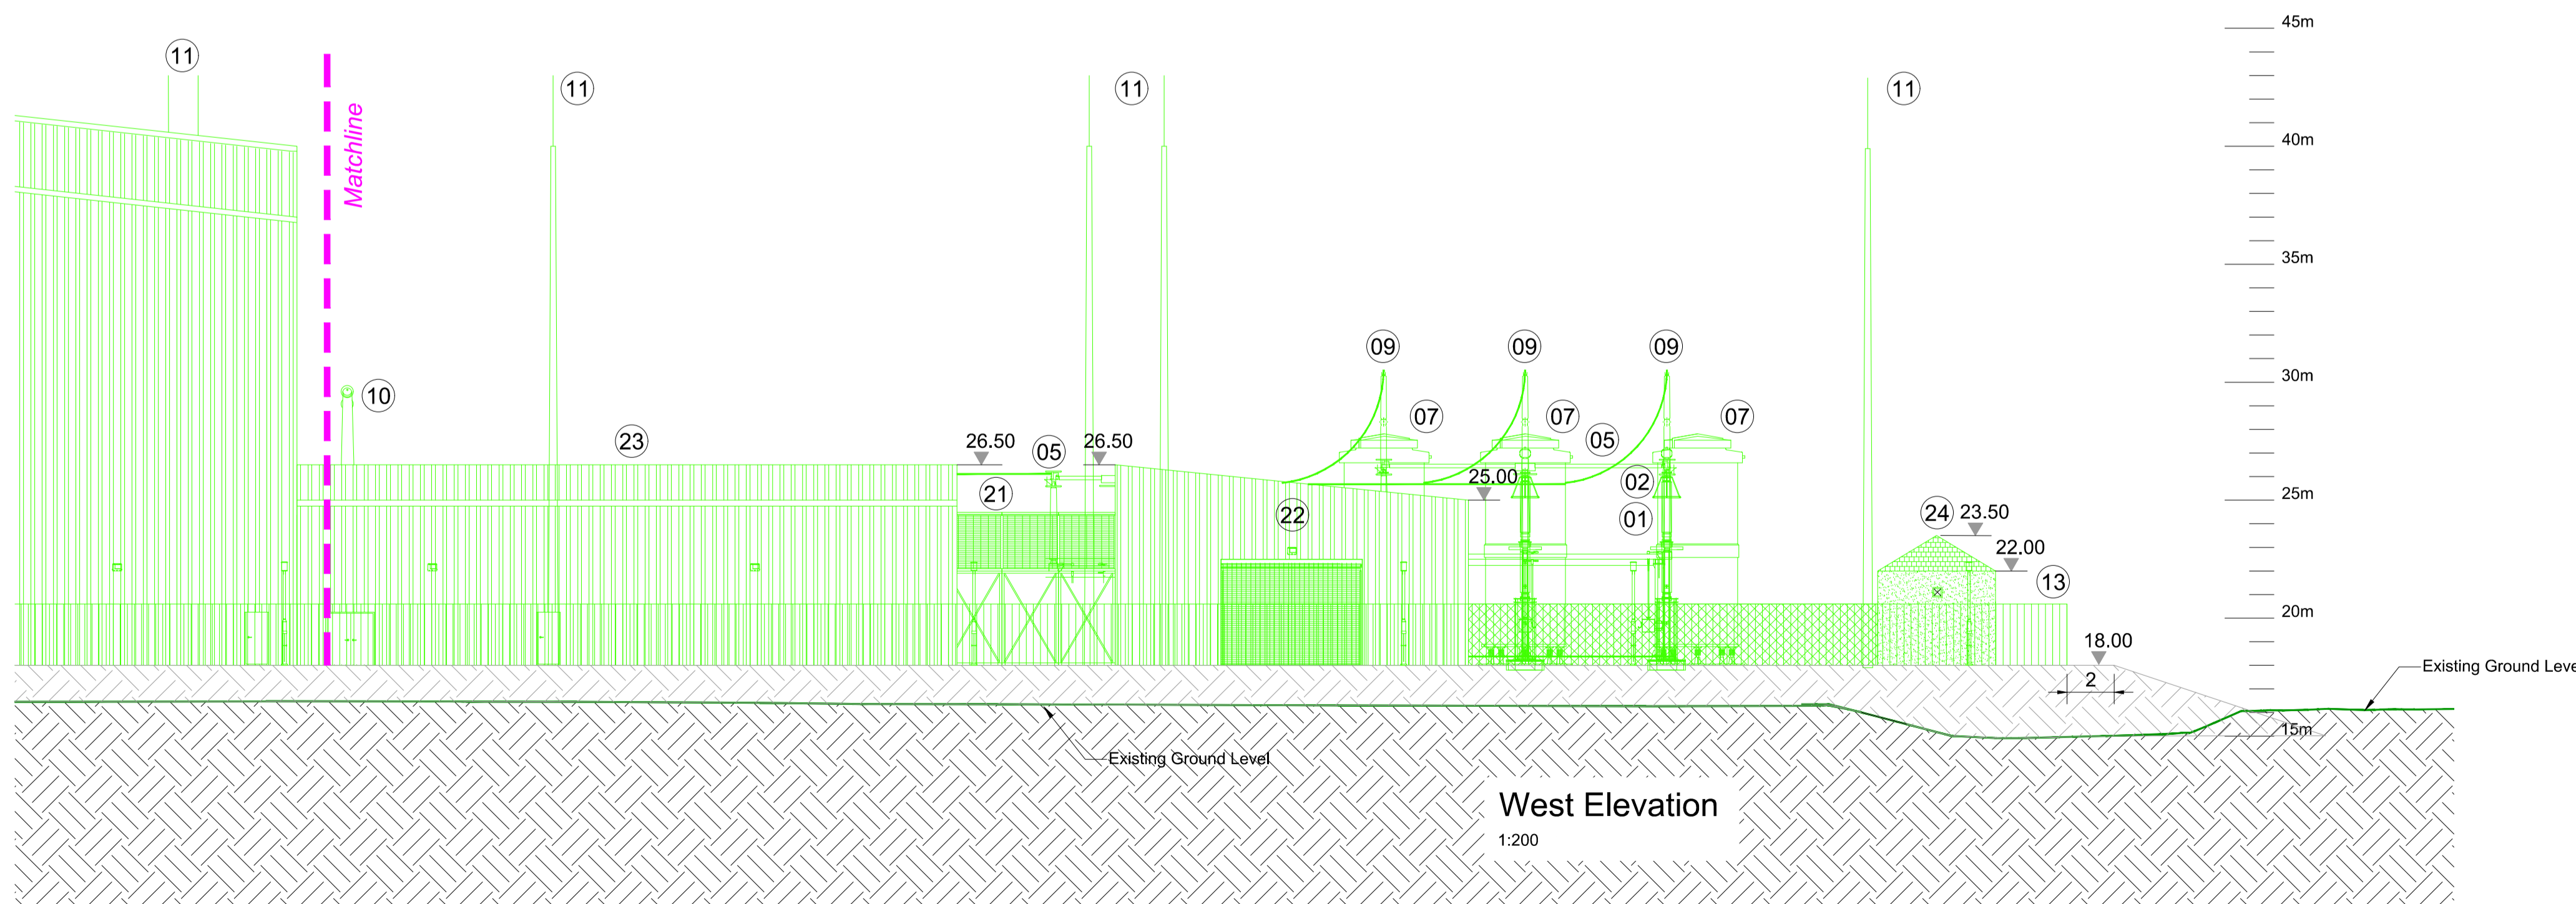 45m
11
11
11
11
Matchline
40m
35m
09
09
09
30m
10
07
07
07
23
26.50
05
26.50
05
25.00
02
21
22
01
25m
24
23.50
22.00
13
20m
18.00
2
Existing Ground Leve
15m
Existing Ground Level
West Elevation
1:200